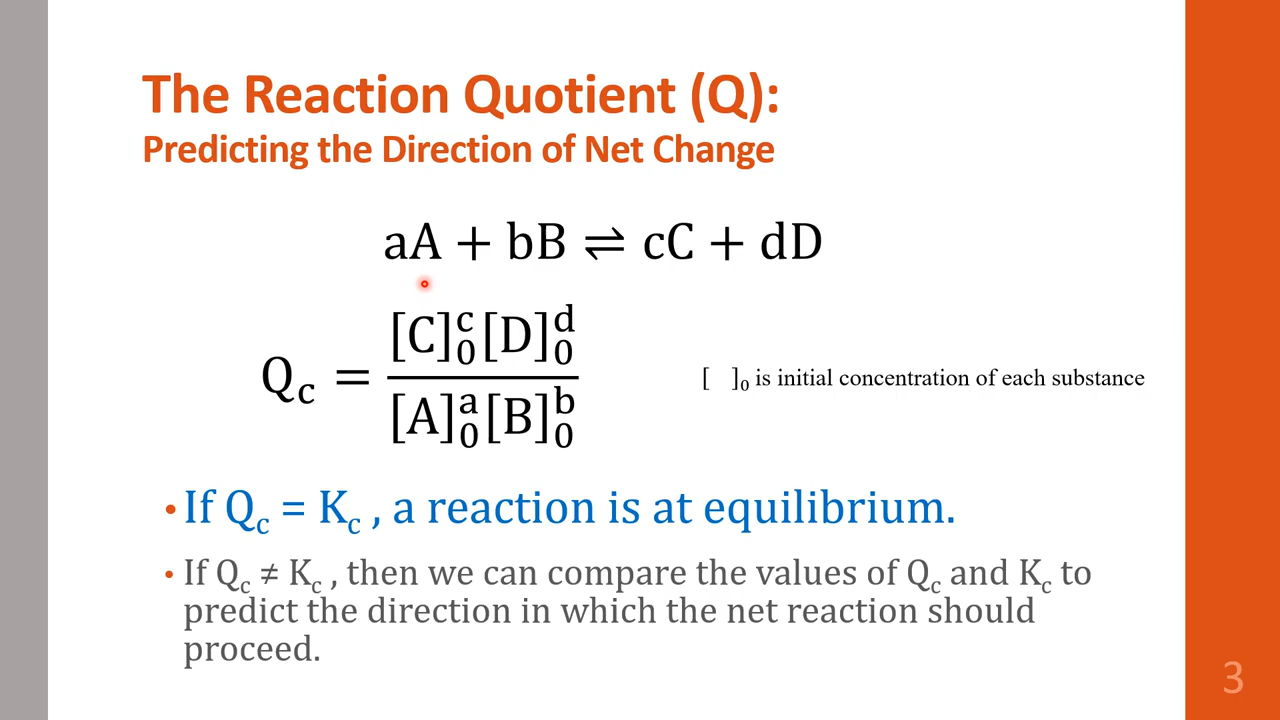 The Reaction Quotient (Q):
Predicting the Direction of Net Change
aA + bB ⇌ cC + dD
Q_c = \frac{[C]_0^c [D]_0^d}{[A]_0^a [B]_0^b}
[ ]₀ is initial concentration of each substance
• If Q_c = K_c , a reaction is at equilibrium.
• If Q_c ≠ K_c , then we can compare the values of Q_c and K_c to
predict the direction in which the net reaction should
proceed.
3